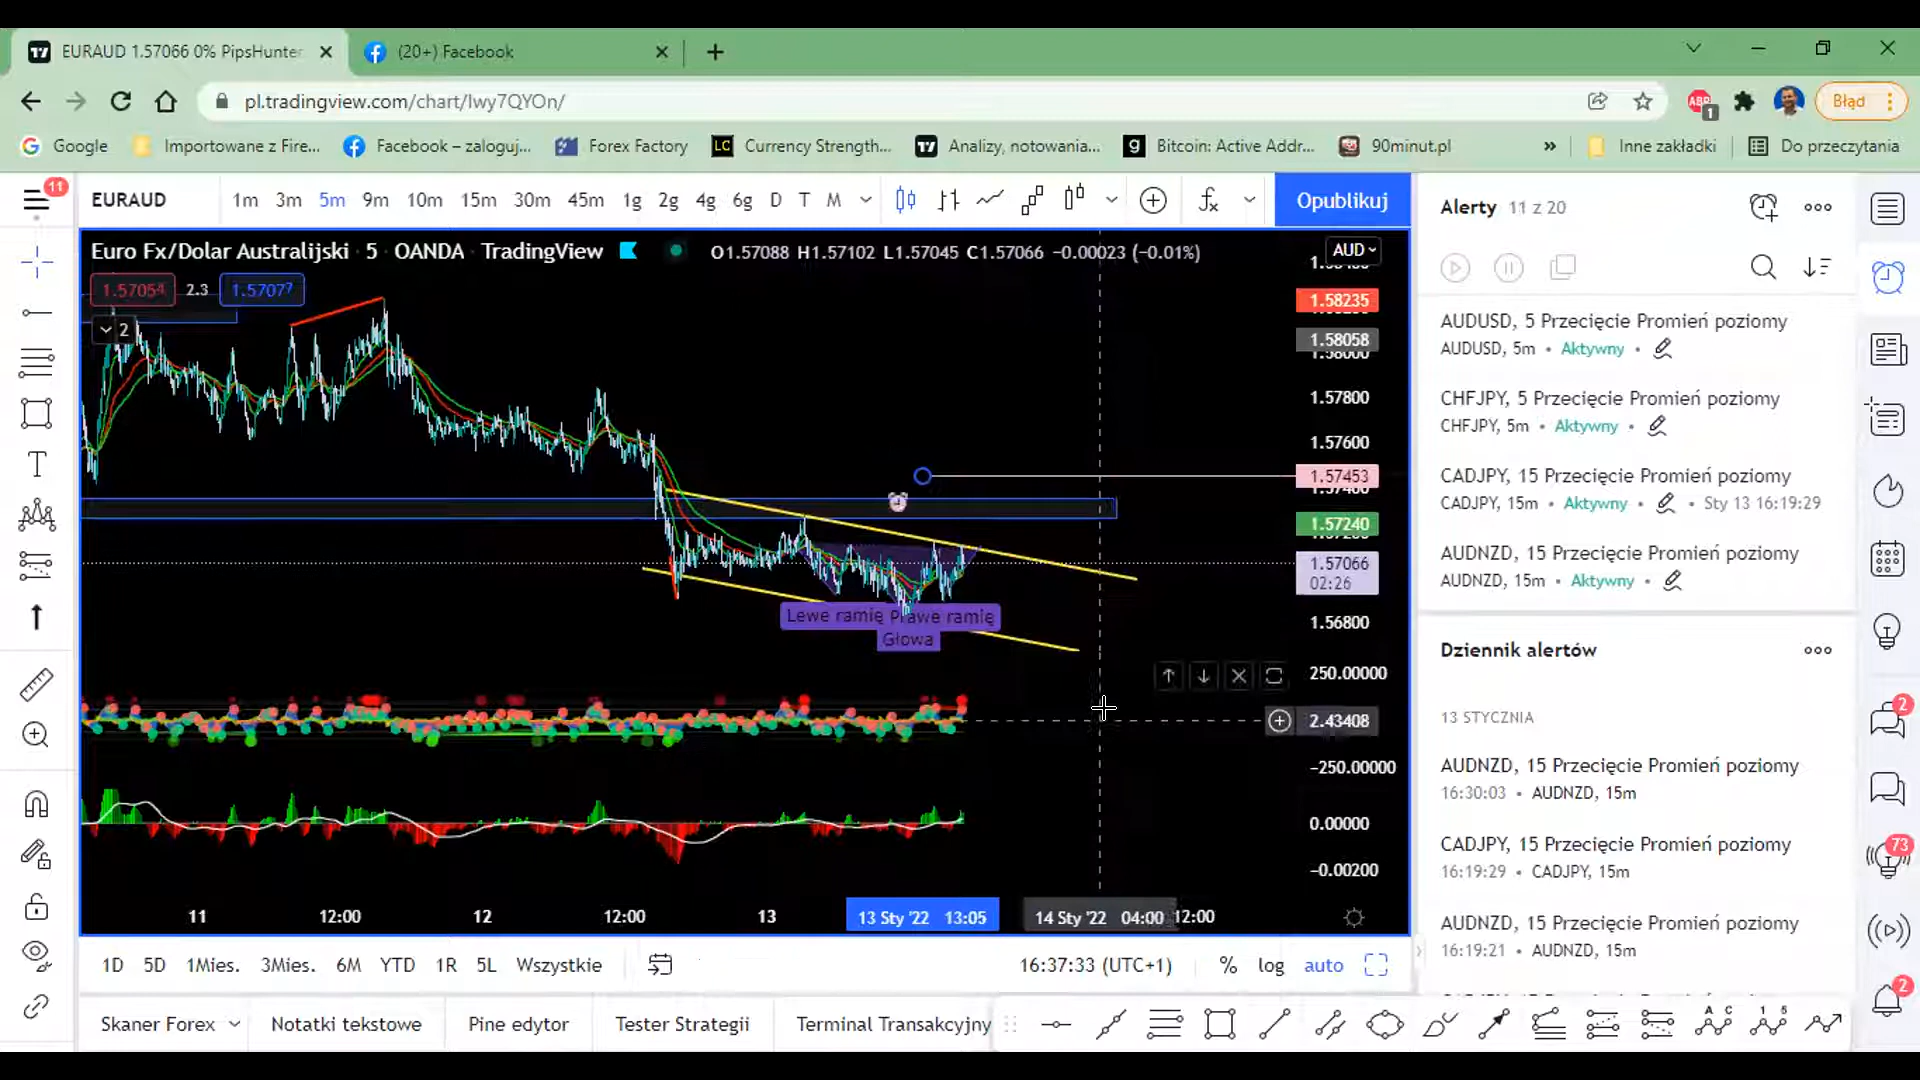 EURAUD 1.57066 0% PipsHunter
(20+) Facebook
pl.tradingview.com/chart/lwy7QYOn/
ABP 1
Błąd
Google
Importowane z Fire...
Facebook – zaloguj...
Forex Factory
LC Currency Strength...
Analizy, notowania...
Bitcoin: Active Addr...
90minut.pl
»
Inne zakładki
Do przeczytania
11
EURAUD
1m 3m 5m 9m 10m 15m 30m 45m 1g 2g 4g 6g D T M
Opublikuj
Alerty 11 z 20
Euro Fx/Dolar Australijski · 5 · OANDA · TradingView
O1.57088 H1.57102 L1.57045 C1.57066 −0.00023 (−0.01%)
AUD
1.57054 2.3 1.57077
2
1.58235
1.58058
1.58000
1.57800
1.57600
1.57453
1.57240
1.57066
02:26
1.56800
Lewe ramię Prawe ramię
Głowa
250.00000
2.43408
−250.00000
0.00000
−0.00200
11 12:00 12 12:00 13 13 Sty '22 13:05 14 Sty '22 04:00 12:00
1D 5D 1Mies. 3Mies. 6M YTD 1R 5L Wszystkie
16:37:33 (UTC+1) % log auto
Skaner Forex Notatki tekstowe Pine edytor Tester Strategii Terminal Transakcyjny
AUDUSD, 5 Przecięcie Promień poziomy
AUDUSD, 5m • Aktywny •
CHFJPY, 5 Przecięcie Promień poziomy
CHFJPY, 5m • Aktywny •
CADJPY, 15 Przecięcie Promień poziomy
CADJPY, 15m • Aktywny • • Sty 13 16:19:29
AUDNZD, 15 Przecięcie Promień poziomy
AUDNZD, 15m • Aktywny •
Dziennik alertów
13 STYCZNIA
AUDNZD, 15 Przecięcie Promień poziomy
16:30:03 • AUDNZD, 15m
CADJPY, 15 Przecięcie Promień poziomy
16:19:29 • CADJPY, 15m
AUDNZD, 15 Przecięcie Promień poziomy
16:19:21 • AUDNZD, 15m
2
73
2